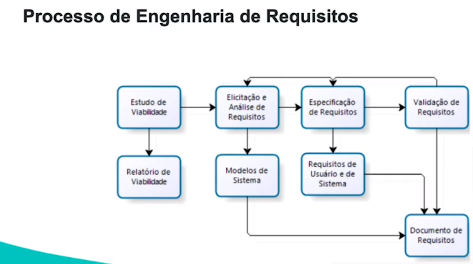 Processo de Engenharia de Requisitos
Estudo de
Viabilidade
Elicitação e
Análise de
Requisitos
Especificação
de Requisitos
Validação de
Requisitos
Relatório de
Viabilidade
Modelos de
Sistema
Requisitos de
Usuário e de
Sistema
Documento de
Requisitos